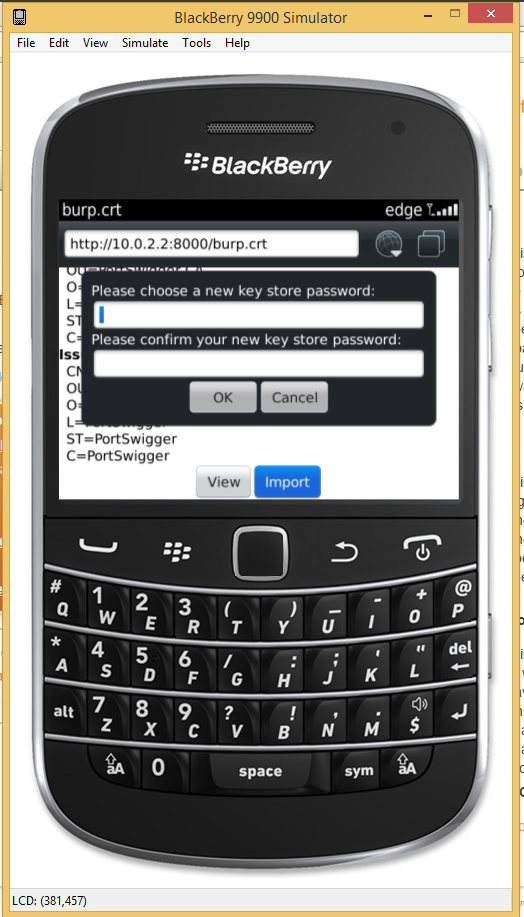 BlackBerry 9900 Simulator
File Edit View Simulate Tools Help
BlackBerry
burp.crt edge
http://10.0.2.2:8000/burp.crt
OU=PortSwigger CA
Please choose a new key store password:
O=
L=
ST
C=
Please confirm your new key store password:
Iss
CN
OU
O=
OK Cancel
L=PortSwigger
ST=PortSwigger
C=PortSwigger
View Import
# Q 1 W 2 E 3 R ( T ) Y _ U - I + O @ P
* A 4 S 5 D 6 F / G : H ; J ' K " L del
alt 7 Z 8 X 9 C ? V ! B , N . M $
aA 0 space sym aA
LCD: (381,457)